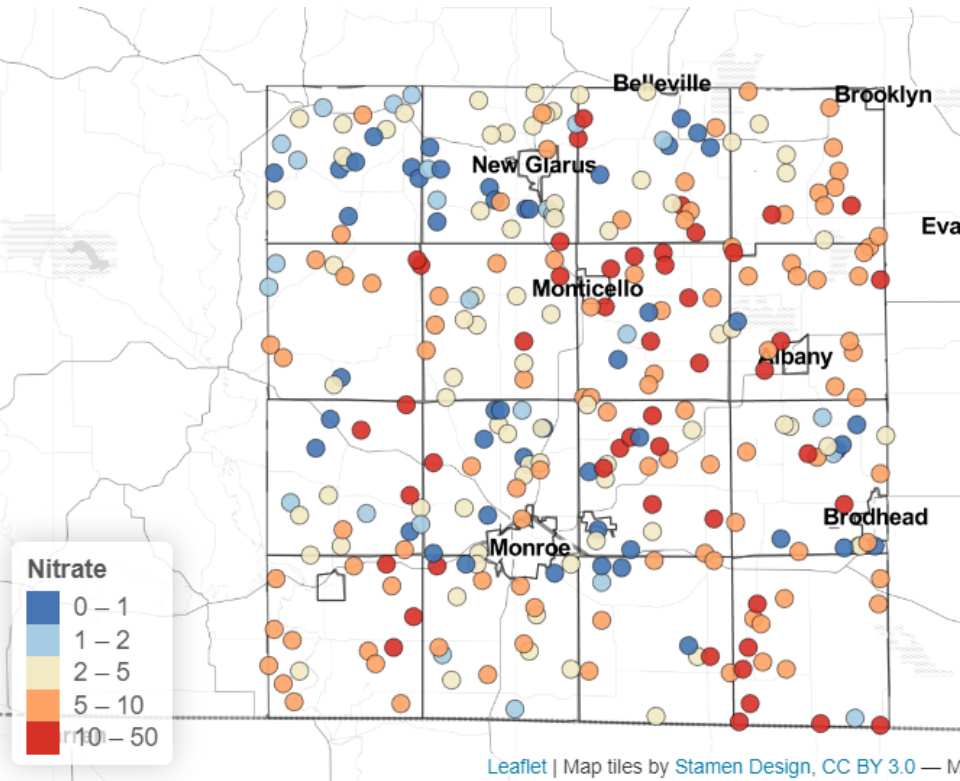 Belleville
Brooklyn
New Glarus
Eva
Monticello
Albany
Brodhead
Monroe
Nitrate
0 – 1
1 – 2
2 – 5
5 – 10
10 – 50
Leaflet | Map tiles by Stamen Design, CC BY 3.0 — M